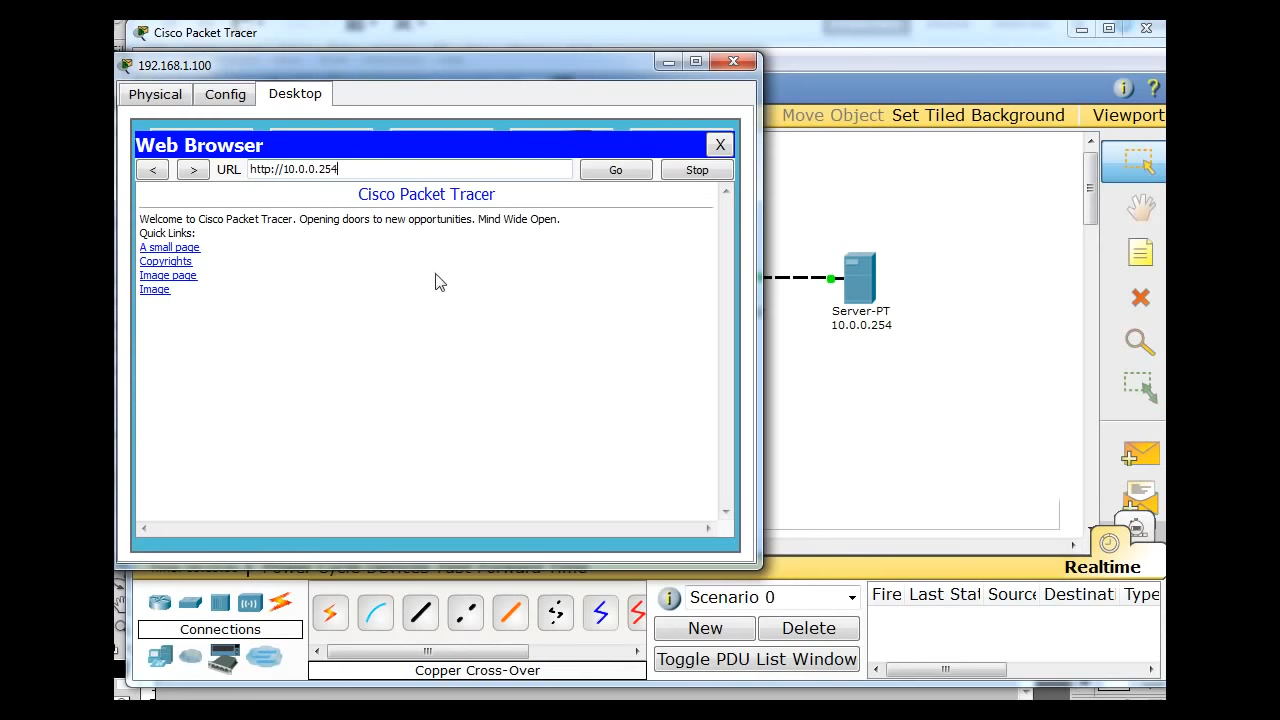 Cisco Packet Tracer
192.168.1.100
Physical Config Desktop
Move Object Set Tiled Background Viewport
Web Browser X
< > URL http://10.0.0.254 Go Stop
Cisco Packet Tracer
Welcome to Cisco Packet Tracer. Opening doors to new opportunities. Mind Wide Open.
Quick Links:
A small page
Copyrights
Image page
Image
Server-PT
10.0.0.254
Realtime
Scenario 0
Fire Last Stat Source Destinati Type
New Delete
Connections
Toggle PDU List Window
Copper Cross-Over